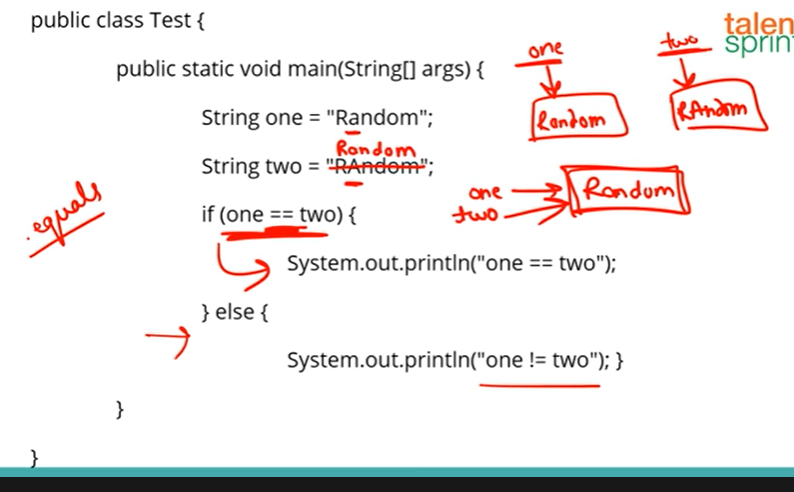 public class Test {
talen
sprin
one
two
public static void main(String[] args) {
String one = "Random";
Random
RAndom
Random
String two = "RAndom";
one
two
Random
.equals
if (one == two) {
System.out.println("one == two");
} else {
System.out.println("one != two"); }
}
}